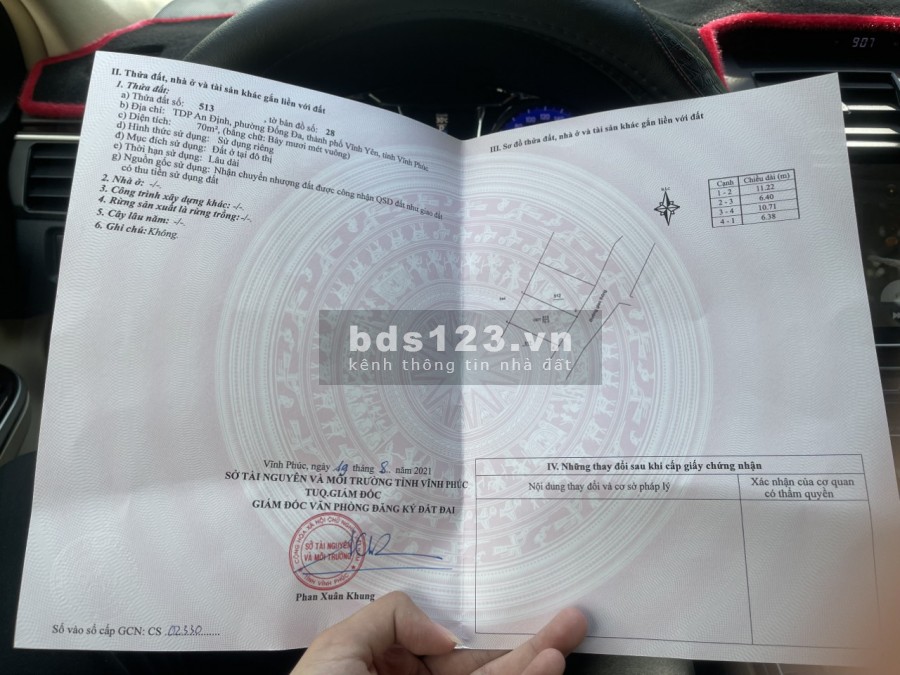 907
II. Thửa đất, nhà ở và tài sản khác gắn liền với đất
1. Thửa đất:
a) Thửa đất số: 513 , tờ bản đồ số: 28
b) Địa chỉ: TDP An Định, phường Đồng Đa, thành phố Vĩnh Yên, tỉnh Vĩnh Phúc
c) Diện tích: 70m², (bằng chữ: Bảy mươi mét vuông)
d) Hình thức sử dụng: Sử dụng riêng
đ) Mục đích sử dụng: Đất ở tại đô thị
e) Thời hạn sử dụng: Lâu dài
g) Nguồn gốc sử dụng: Nhận chuyển nhượng đất được công nhận QSD đất như giao đất
có thu tiền sử dụng đất
2. Nhà ở: -/-
3. Công trình xây dựng khác: -/-
4. Rừng sản xuất là rừng trồng: -/-
5. Cây lâu năm: -/-
6. Ghi chú: Không.
Vĩnh Phúc, ngày 19 tháng 8 năm 2021
SỞ TÀI NGUYÊN VÀ MÔI TRƯỜNG TỈNH VĨNH PHÚC
TUQ.GIÁM ĐỐC
GIÁM ĐỐC VĂN PHÒNG ĐĂNG KÝ ĐẤT ĐAI
SỞ TÀI NGUYÊN
VÀ MÔI TRƯỜNG
Phan Xuân Khung
Số vào sổ cấp GCN: CS 02330
III. Sơ đồ thửa đất, nhà ở và tài sản khác gắn liền với đất
Cạnh Chiều dài (m)
1 - 2 11.22
2 - 3 6.40
3 - 4 10.71
4 - 1 6.38
bds123.vn
kênh thông tin nhà đất
IV. Những thay đổi sau khi cấp giấy chứng nhận
Nội dung thay đổi và cơ sở pháp lý
Xác nhận của cơ quan
có thẩm quyền